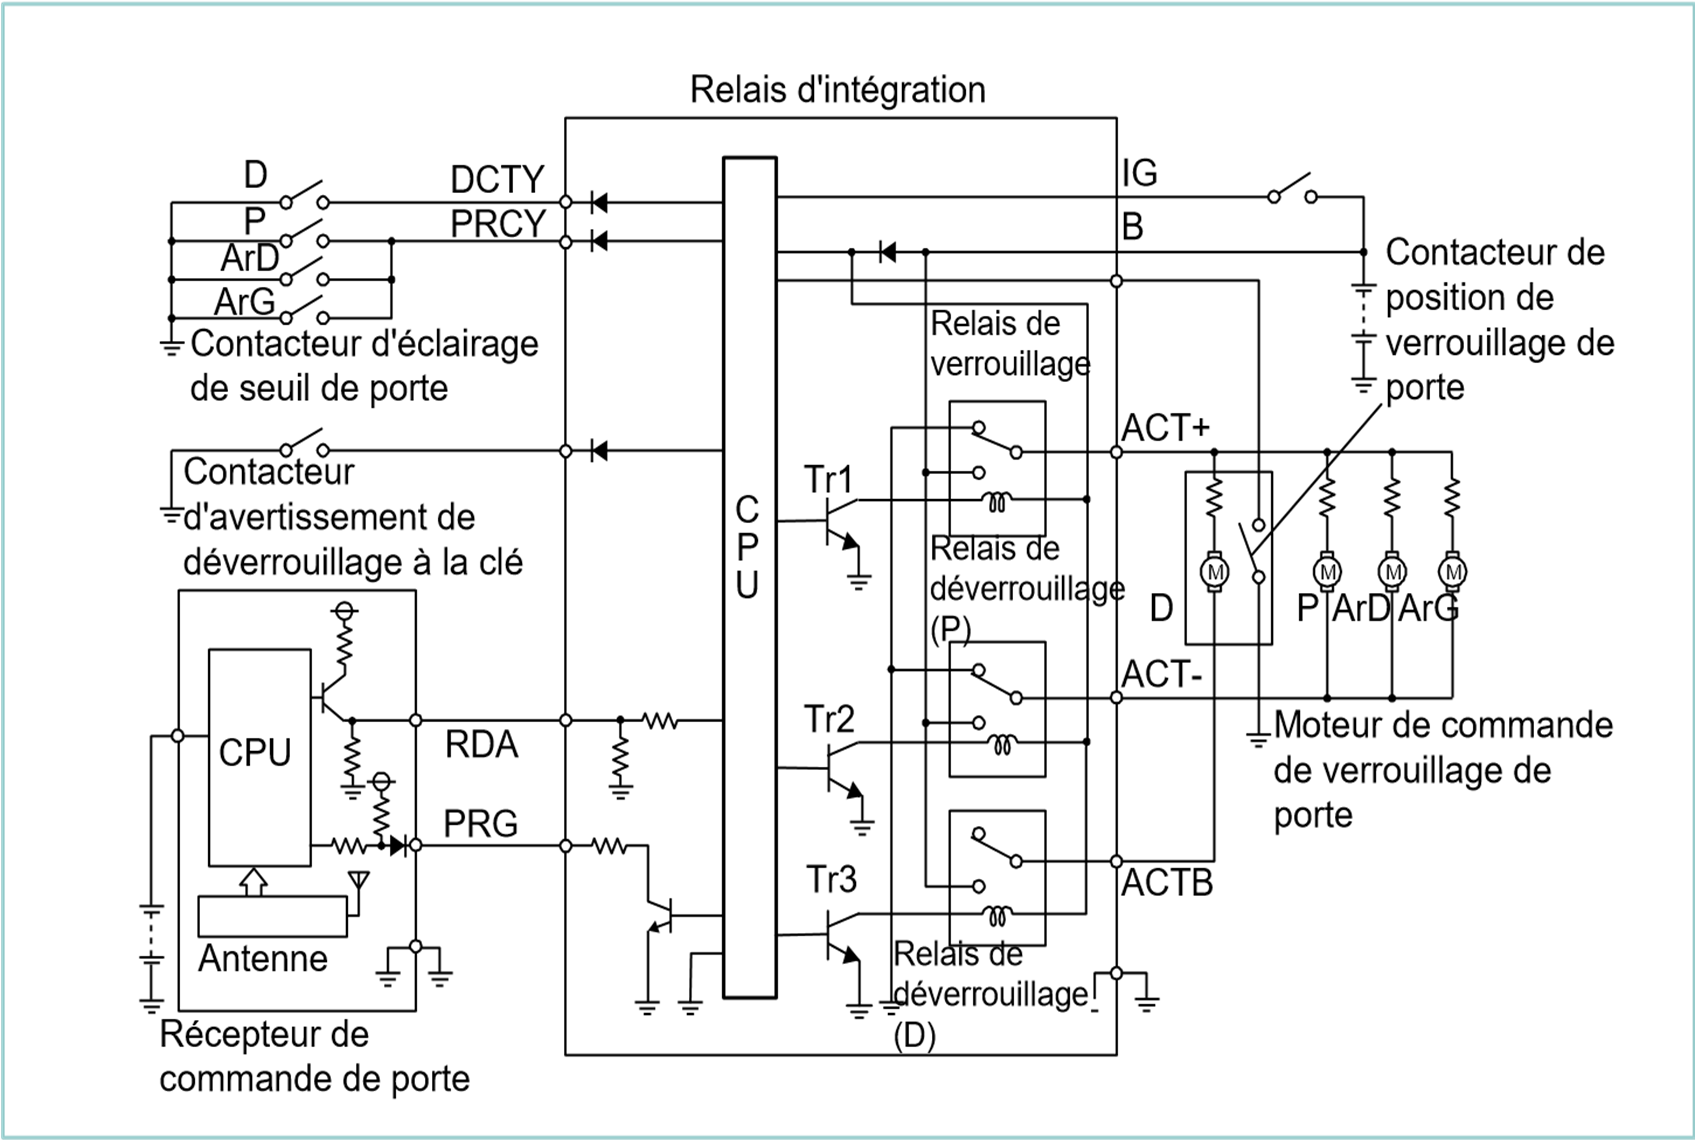 Relais d'intégration
D
DCTY
P
PRCY
ArD
ArG
Contacteur d'éclairage
de seuil de porte
Contacteur
d'avertissement de
déverrouillage à la clé
CPU
RDA
PRG
Antenne
Récepteur de
commande de porte
C
P
U
Tr1
Tr2
Tr3
Relais de
verrouillage
Relais de
déverrouillage
(P)
Relais de
déverrouillage
(D)
IG
B
ACT+
ACT-
ACTB
Contacteur de
position de
verrouillage de
porte
M
M
M
M
D
P
ArD
ArG
Moteur de commande
de verrouillage de
porte